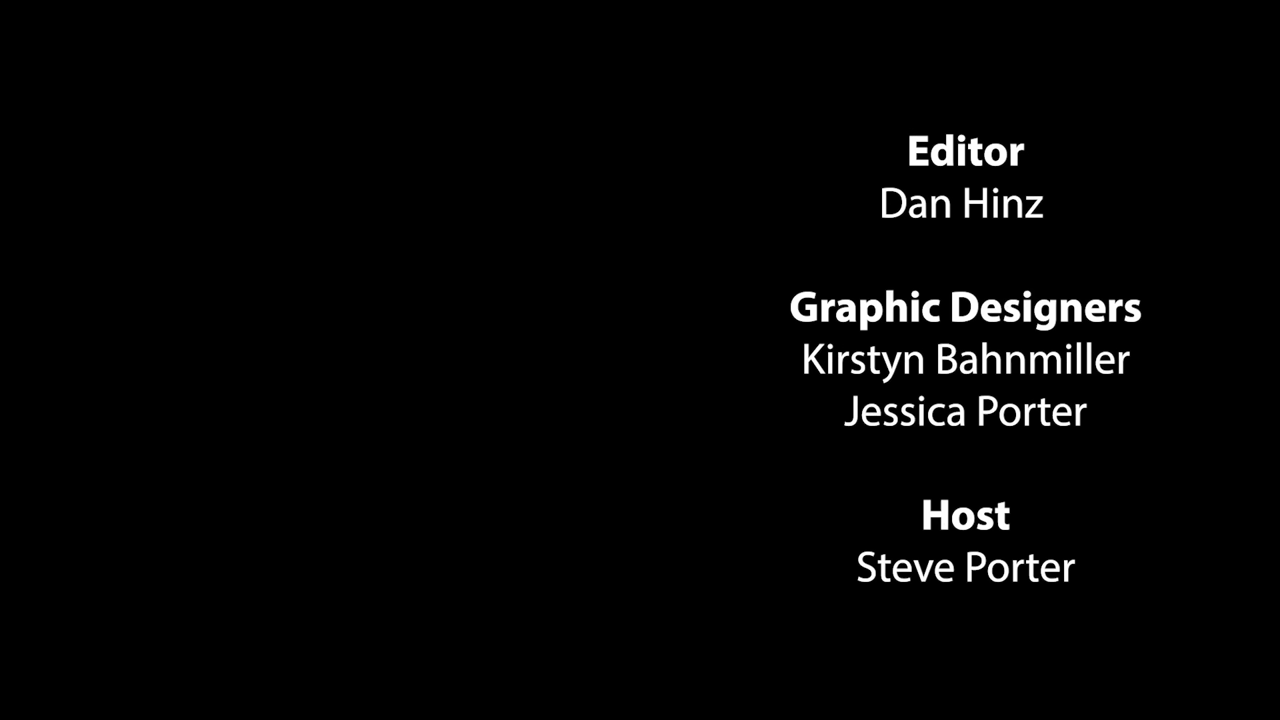 Editor
Dan Hinz
Graphic Designers
Kirstyn Bahnmiller
Jessica Porter
Host
Steve Porter